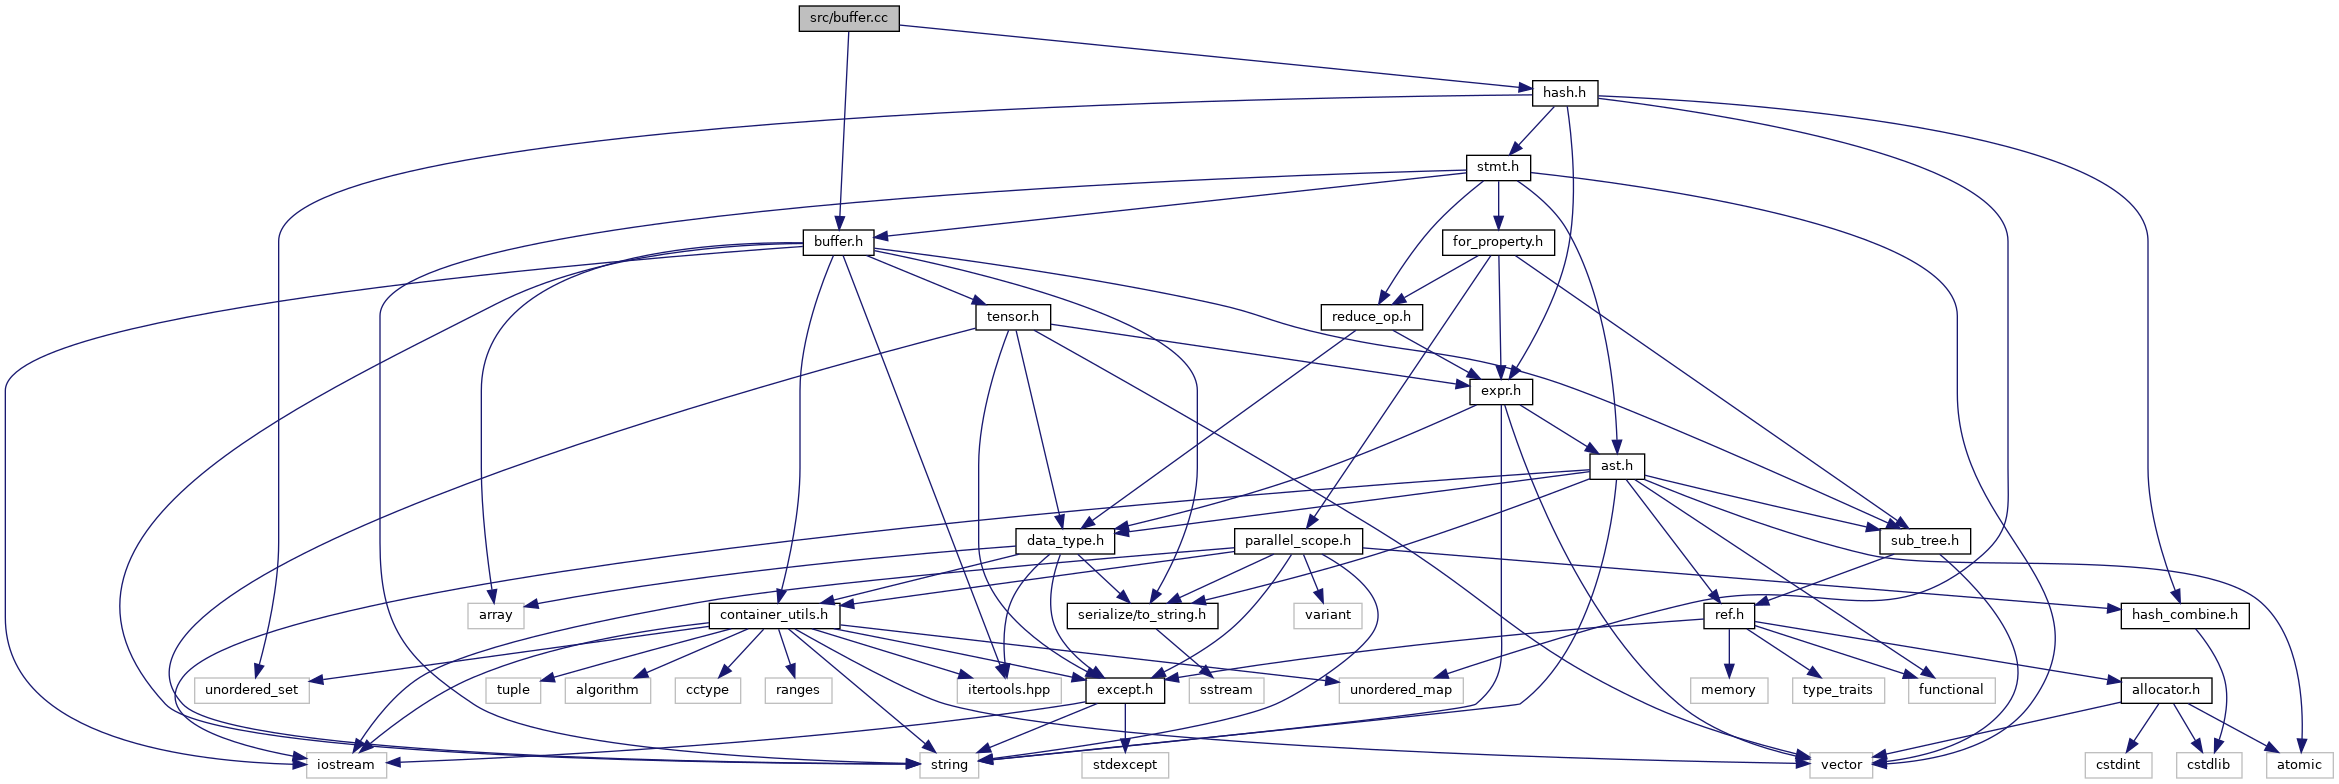 src/buffer.cc
hash.h
stmt.h
buffer.h
for_property.h
tensor.h
reduce_op.h
expr.h
ast.h
data_type.h
parallel_scope.h
sub_tree.h
array
container_utils.h
serialize/to_string.h
variant
ref.h
hash_combine.h
unordered_set
tuple
algorithm
cctype
ranges
itertools.hpp
except.h
sstream
unordered_map
memory
type_traits
functional
allocator.h
iostream
string
stdexcept
vector
cstdint
cstdlib
atomic